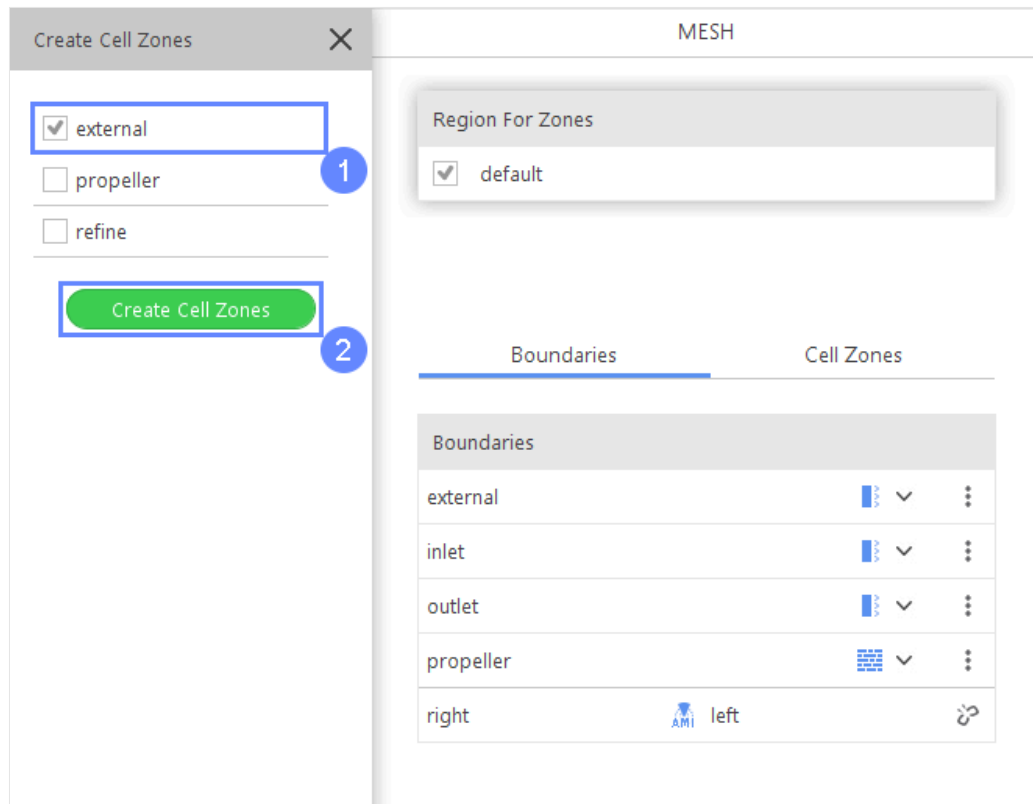 Create Cell Zones
external
1
propeller
refine
Create Cell Zones
2
MESH
Region For Zones
default
Boundaries
Cell Zones
Boundaries
external
inlet
outlet
propeller
right AMI left